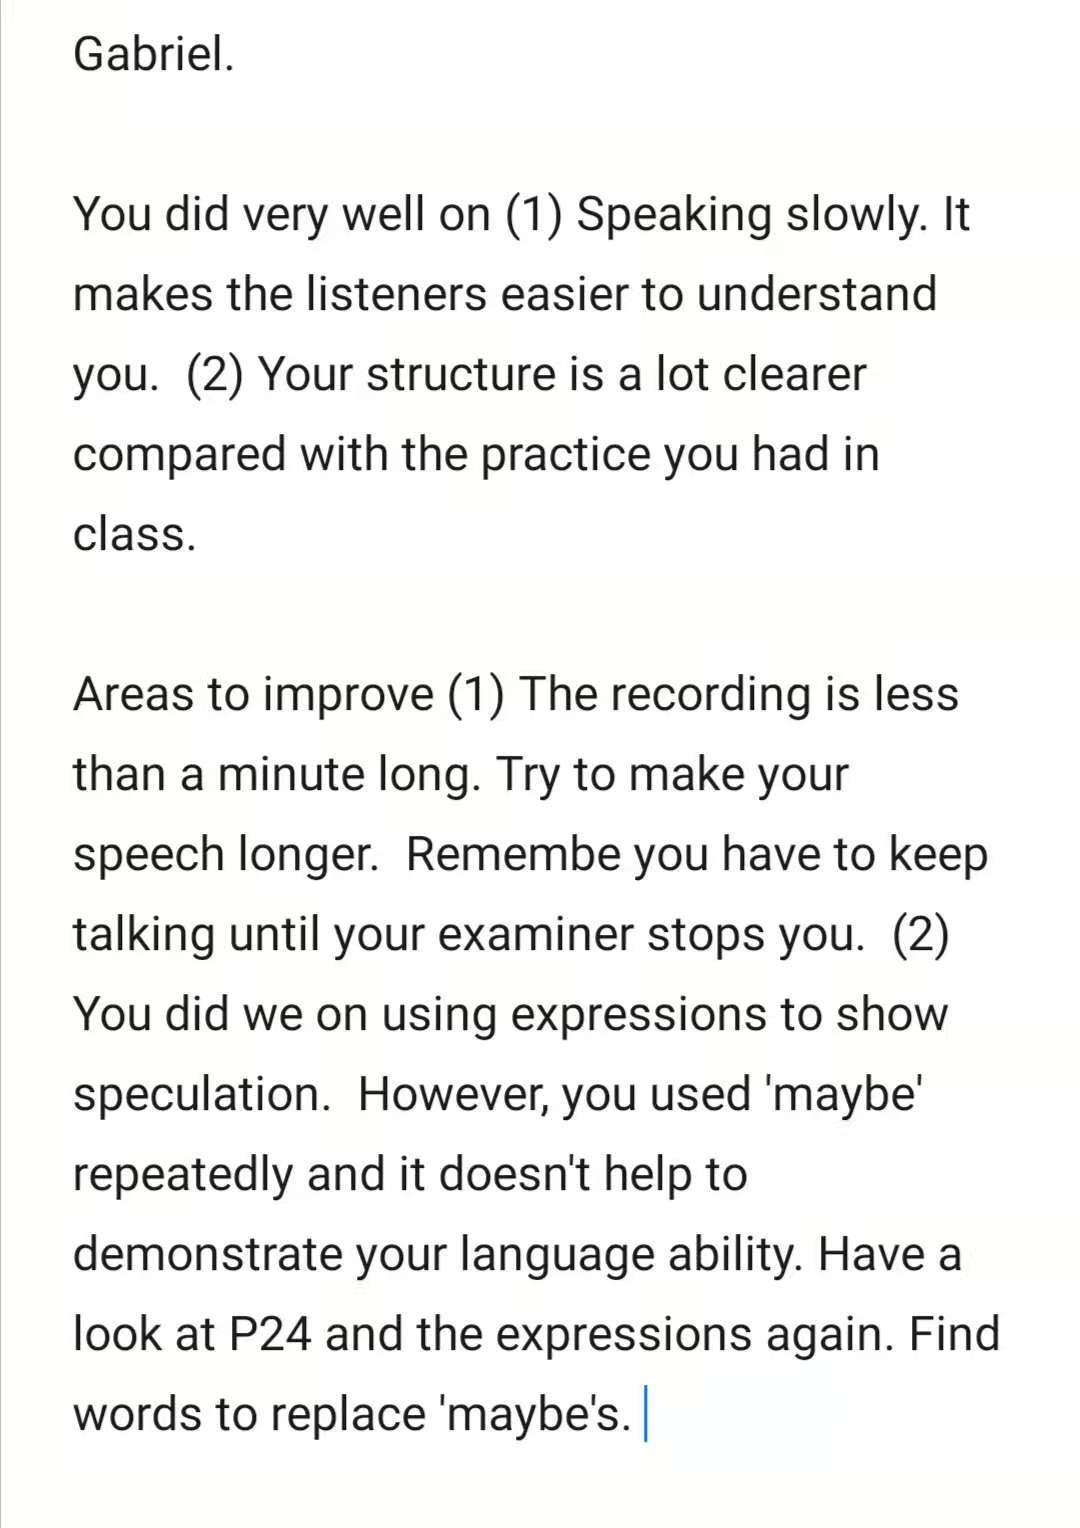 Gabriel.
You did very well on (1) Speaking slowly. It
makes the listeners easier to understand
you.  (2) Your structure is a lot clearer
compared with the practice you had in
class.
Areas to improve (1) The recording is less
than a minute long. Try to make your
speech longer.  Remembe you have to keep
talking until your examiner stops you.  (2)
You did we on using expressions to show
speculation.  However, you used 'maybe'
repeatedly and it doesn't help to
demonstrate your language ability. Have a
look at P24 and the expressions again. Find
words to replace 'maybe's.